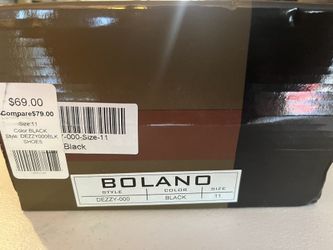 $69.00
Compare$79.00
Size:11
Color BLACK
Style: DEZZY000BLK
SHOES
-000-Size-11
Black
BOLANO
STYLE
COLOR
SIZE
DEZZY-000
BLACK
11